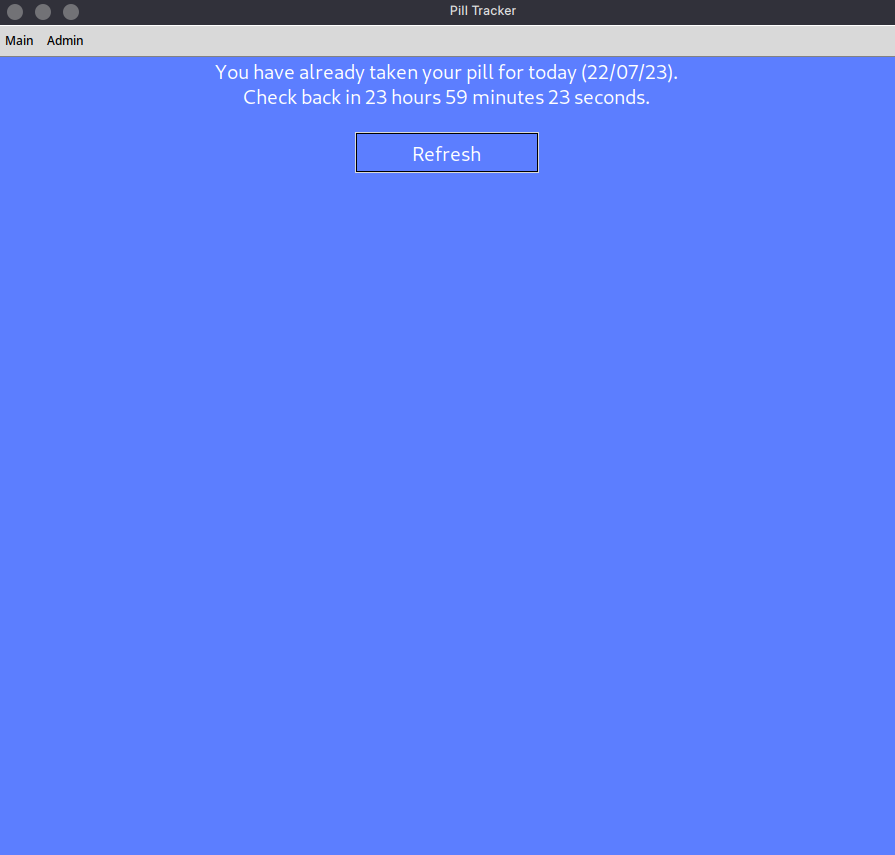 Pill Tracker
Main Admin
You have already taken your pill for today (22/07/23).
Check back in 23 hours 59 minutes 23 seconds.
Refresh